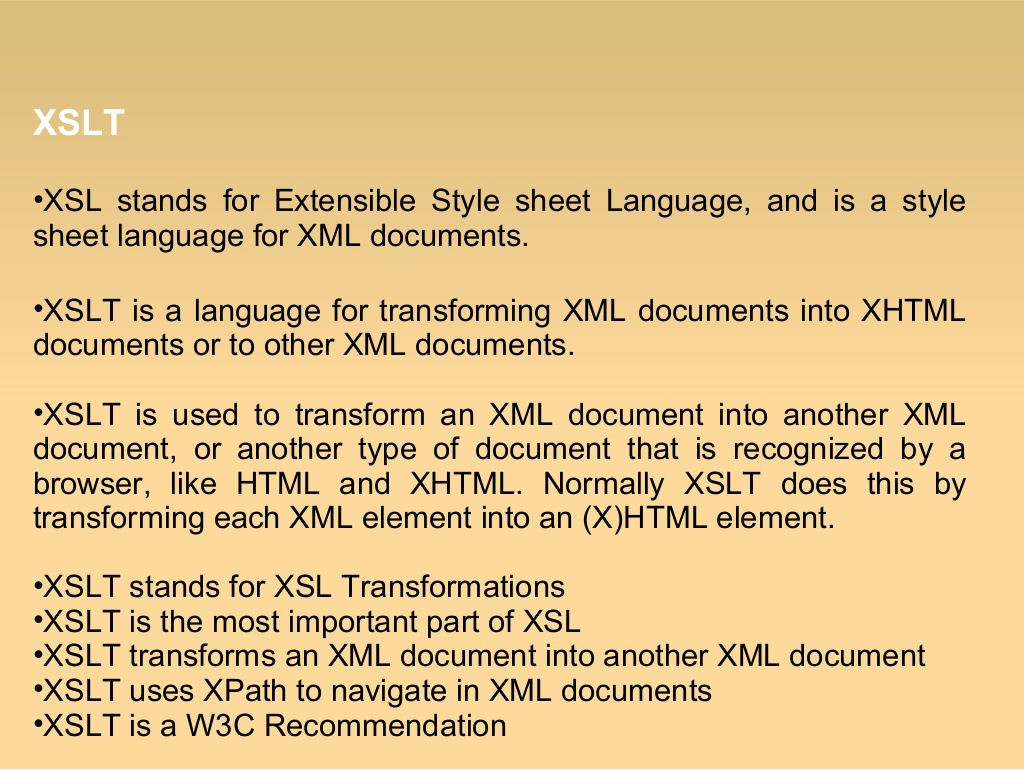 XSLT
•XSL stands for Extensible Style sheet Language, and is a style
sheet language for XML documents.
•XSLT is a language for transforming XML documents into XHTML
documents or to other XML documents.
•XSLT is used to transform an XML document into another XML
document, or another type of document that is recognized by a
browser, like HTML and XHTML. Normally XSLT does this by
transforming each XML element into an (X)HTML element.
•XSLT stands for XSL Transformations
•XSLT is the most important part of XSL
•XSLT transforms an XML document into another XML document
•XSLT uses XPath to navigate in XML documents
•XSLT is a W3C Recommendation